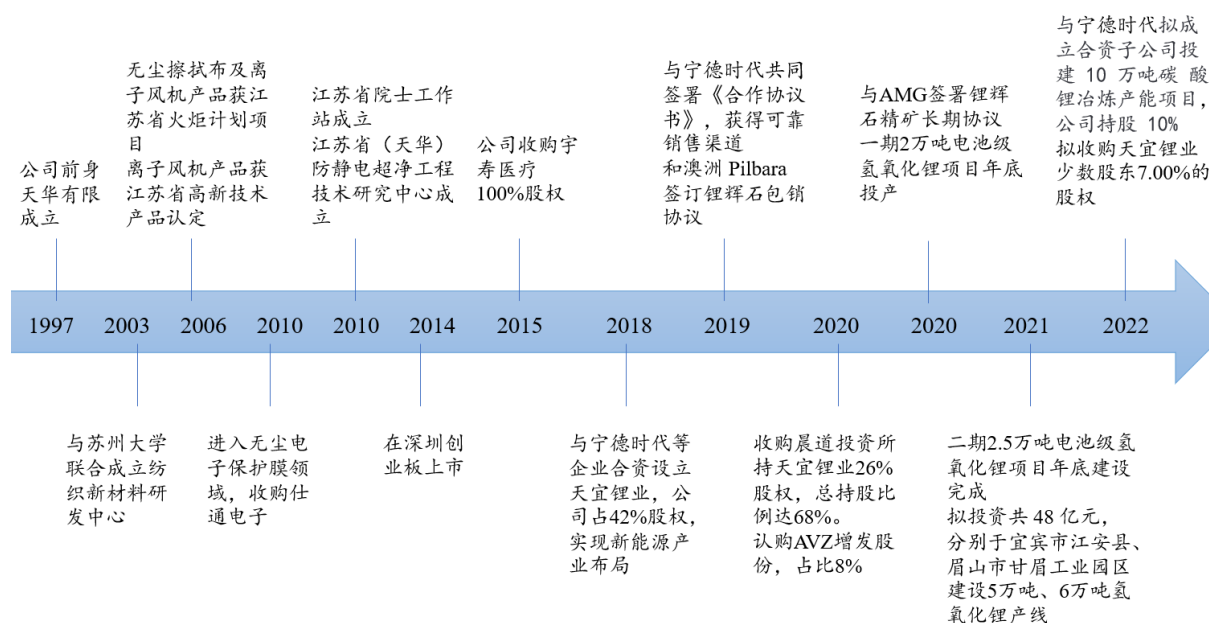 公司前身
天华有限
成立
无尘擦拭布及离
子风机产品获江
苏省火炬计划项
目
离子风机产品获
江苏省高新技术
产品认定
江苏省院士工作
站成立
江苏省（天华）
防静电超净工程
技术研究中心成
立
公司收购宇
寿医疗
100%股权
与宁德时代共同
签署《合作协议
书》，获得可靠
销售渠道
和澳洲 Pilbara
签订锂辉石包销
协议
与AMG签署锂辉
石精矿长期协议
一期2万吨电池级
氢氧化锂项目年底
投产
与宁德时代拟成
立合资子公司投
建 10 万吨碳 酸
锂冶炼产能项目，
公司持股 10%
拟收购天宜锂业
少数股东7.00%的
股权
1997 2003 2006 2010 2010 2014 2015 2018 2019 2020 2020 2021 2022
与苏州大学
联合成立纺
织新材料研
发中心
进入无尘电
子保护膜领
域，收购仕
通电子
在深圳创
业板上市
与宁德时代等
企业合资设立
天宜锂业，公
司占42%股权，
实现新能源产
业布局
收购晨道投资所
持天宜锂业26%
股权，总持股比
例达68%。
认购AVZ增发股
份，占比8%
二期2.5万吨电池级氢
氧化锂项目年底建设
完成
拟投资共 48 亿元，
分别于宜宾市江安县、
眉山市甘眉工业园区
建设5万吨、6万吨氢
氧化锂产线